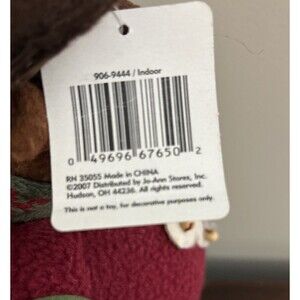 906-9444 / Indoor
0 49696 67650 2
RN 35055 Made in CHINA
©2007 Distributed by Jo-Ann Stores, Inc.
Hudson, OH 44236. All rights reserved.
This is not a toy, for decorative purposes only.